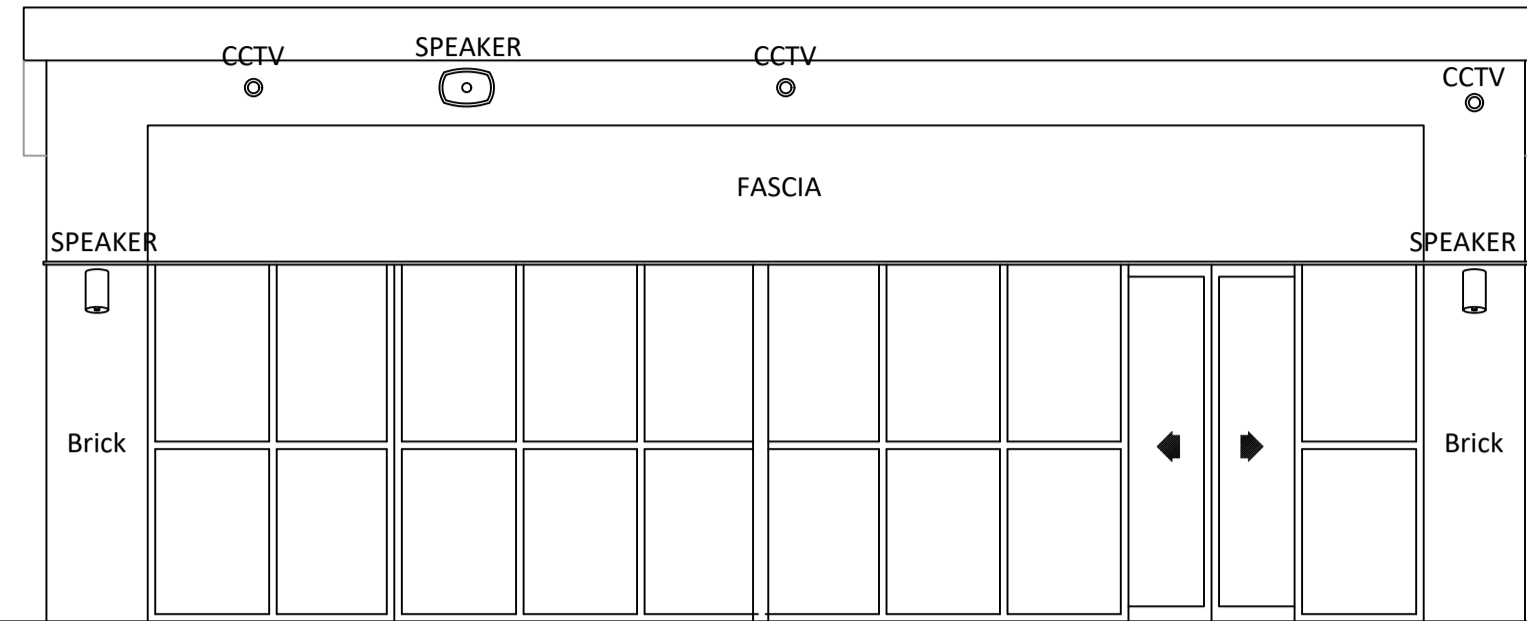 SPEAKER
CCTV
CCTV
CCTV
FASCIA
SPEAKER
SPEAKER
Brick
Brick